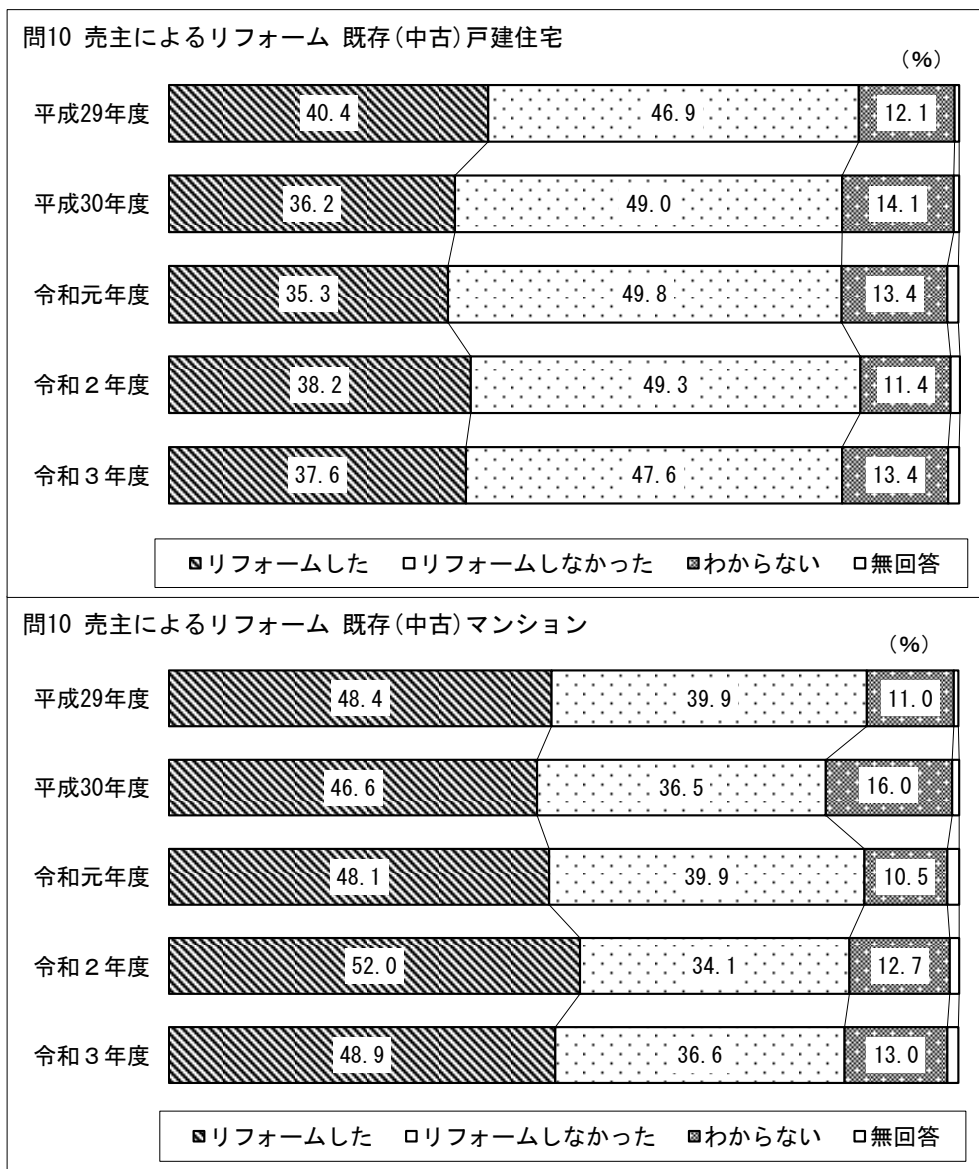 問10 売主によるリフォーム 既存(中古)戸建住宅
(%)
平成29年度 40.4 46.9 12.1
平成30年度 36.2 49.0 14.1
令和元年度 35.3 49.8 13.4
令和２年度 38.2 49.3 11.4
令和３年度 37.6 47.6 13.4
リフォームした リフォームしなかった わからない 無回答
問10 売主によるリフォーム 既存(中古)マンション
(%)
平成29年度 48.4 39.9 11.0
平成30年度 46.6 36.5 16.0
令和元年度 48.1 39.9 10.5
令和２年度 52.0 34.1 12.7
令和３年度 48.9 36.6 13.0
リフォームした リフォームしなかった わからない 無回答